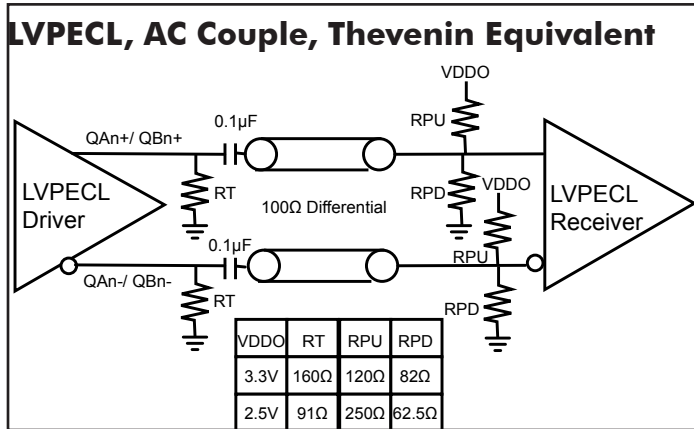 LVPECL, AC Couple, Thevenin Equivalent
VDDO
0.1µF
RPU
QAn+/ QBn+
LVPECL
Driver
RT
100Ω Differential
RPD
VDDO
LVPECL
Receiver
0.1µF
RPU
QAn-/ QBn-
RT
RPD
VDDO RT RPU RPD
3.3V 160Ω 120Ω 82Ω
2.5V 91Ω 250Ω 62.5Ω